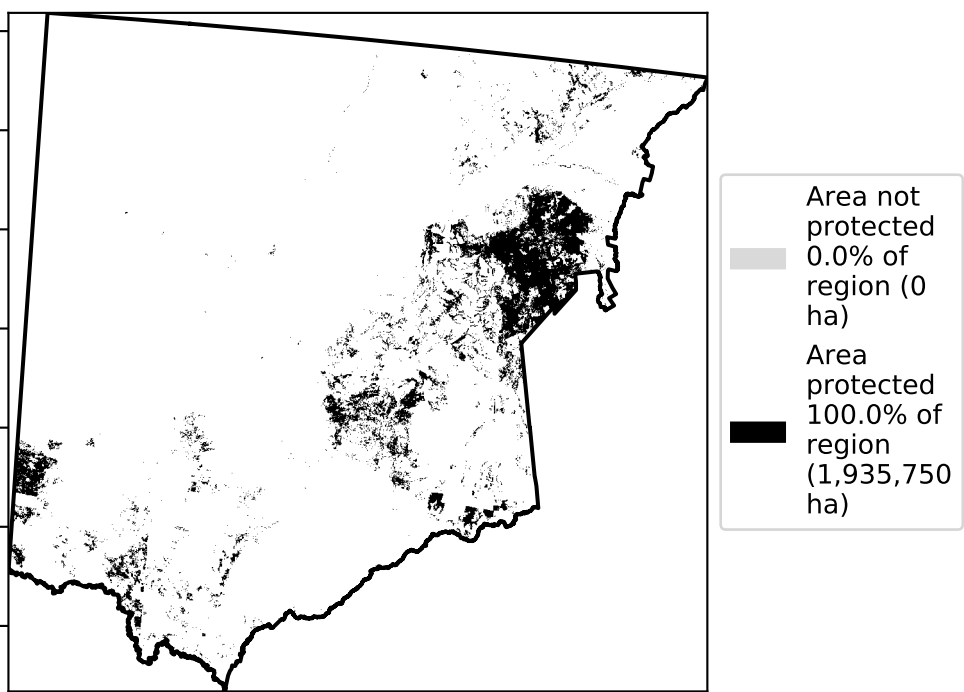 Area not
protected
0.0% of
region (0
ha)
Area
protected
100.0% of
region
(1,935,750
ha)